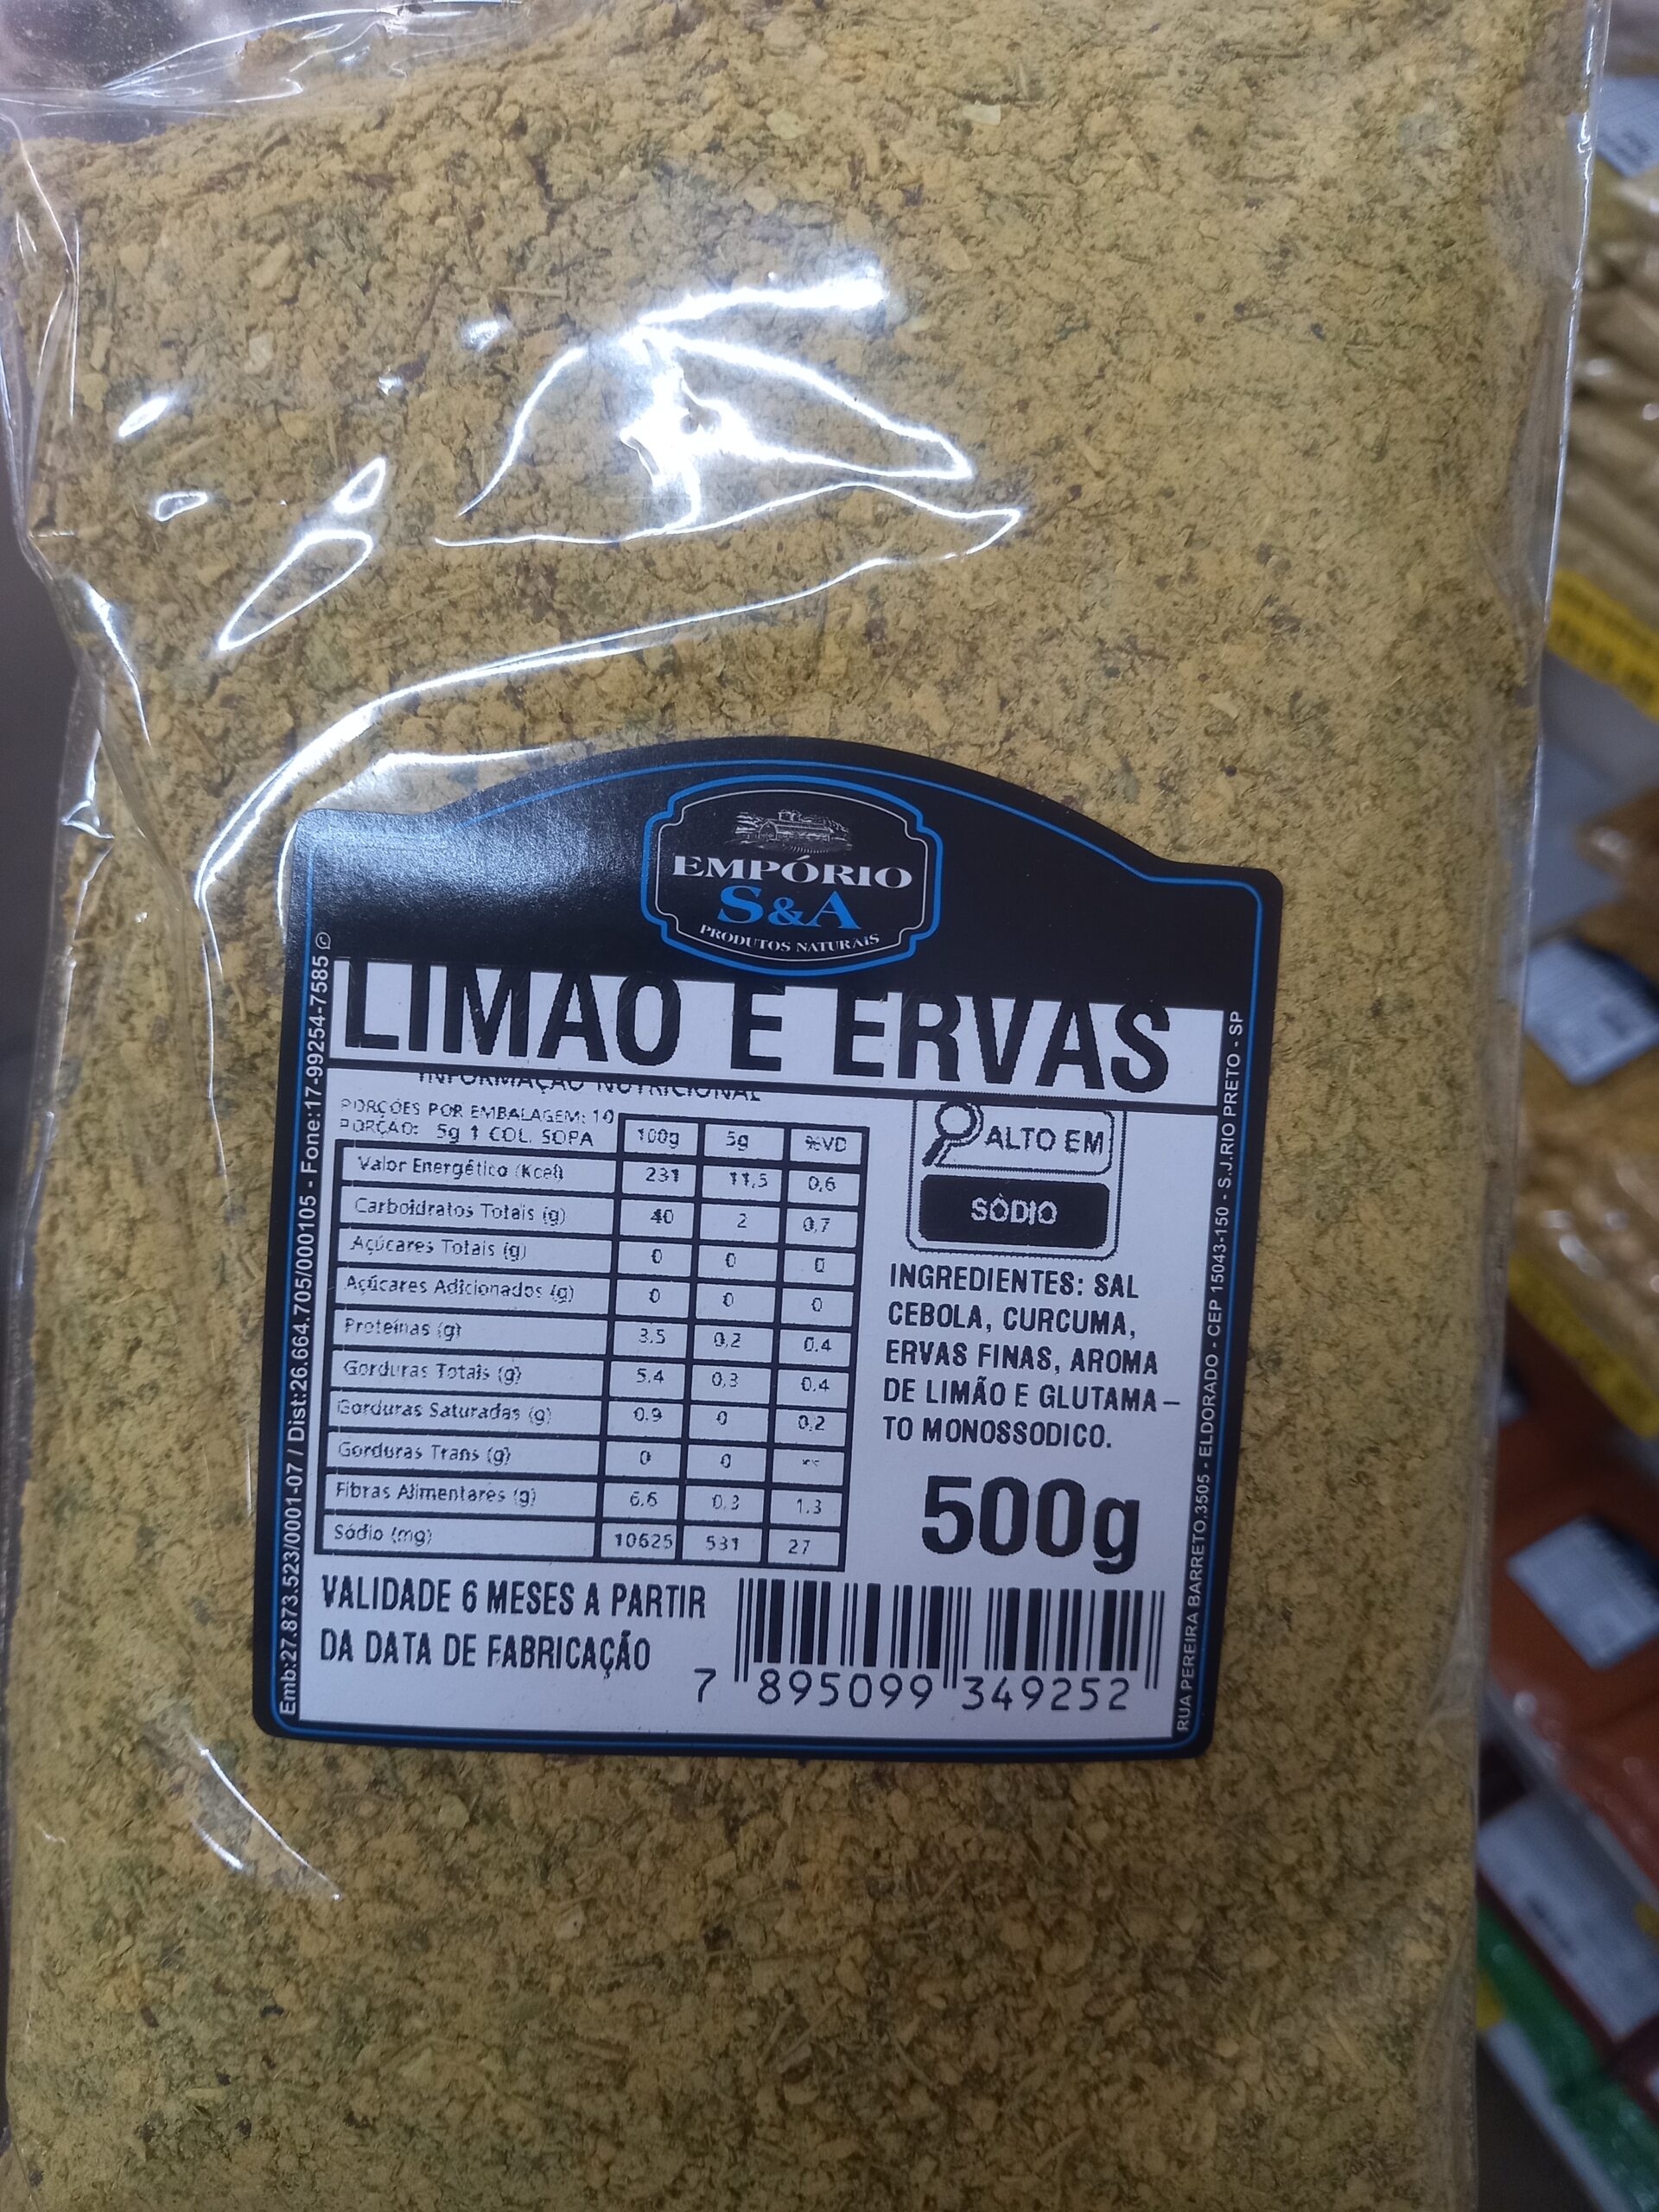 EMPÓRIO
S&A
PRODUTOS NATURAIS
LIMAO E ERVAS
INFORMAÇAO NUTRICIONAL
PORÇÕES POR EMBALAGEM: 10
PORÇAO: 5g 1 COL. SOPA 100g 5g %VD
Valor Energético (Kcal) 231 11,5 0,6
Carboidratos Totais (g) 40 2 0,7
Açúcares Totais (g) 0 0 0
Açúcares Adicionados (g) 0 0 0
Proteínas (g) 3.5 0,2 0.4
Gorduras Totais (g) 5.4 0,3 0.4
Gorduras Saturadas (g) 0.9 0 0,2
Gorduras Trans (g) 0 0 **
Fibras Alimentares (g) 6,6 0,3 1,3
Sódio (mg) 10625 531 27
ALTO EM
SÓDIO
INGREDIENTES: SAL
CEBOLA, CURCUMA,
ERVAS FINAS, AROMA
DE LIMÃO E GLUTAMA–
TO MONOSSODICO.
500g
VALIDADE 6 MESES A PARTIR
DA DATA DE FABRICAÇÃO
7 895099 349252
Emb:27.873.523/0001-07 / Dist:26.664.705/000105 - Fone:17-99254-7585
RUA PEREIRA BARRETO,3505 - ELDORADO - CEP 15043-150 - S.J.RIO PRETO - SP